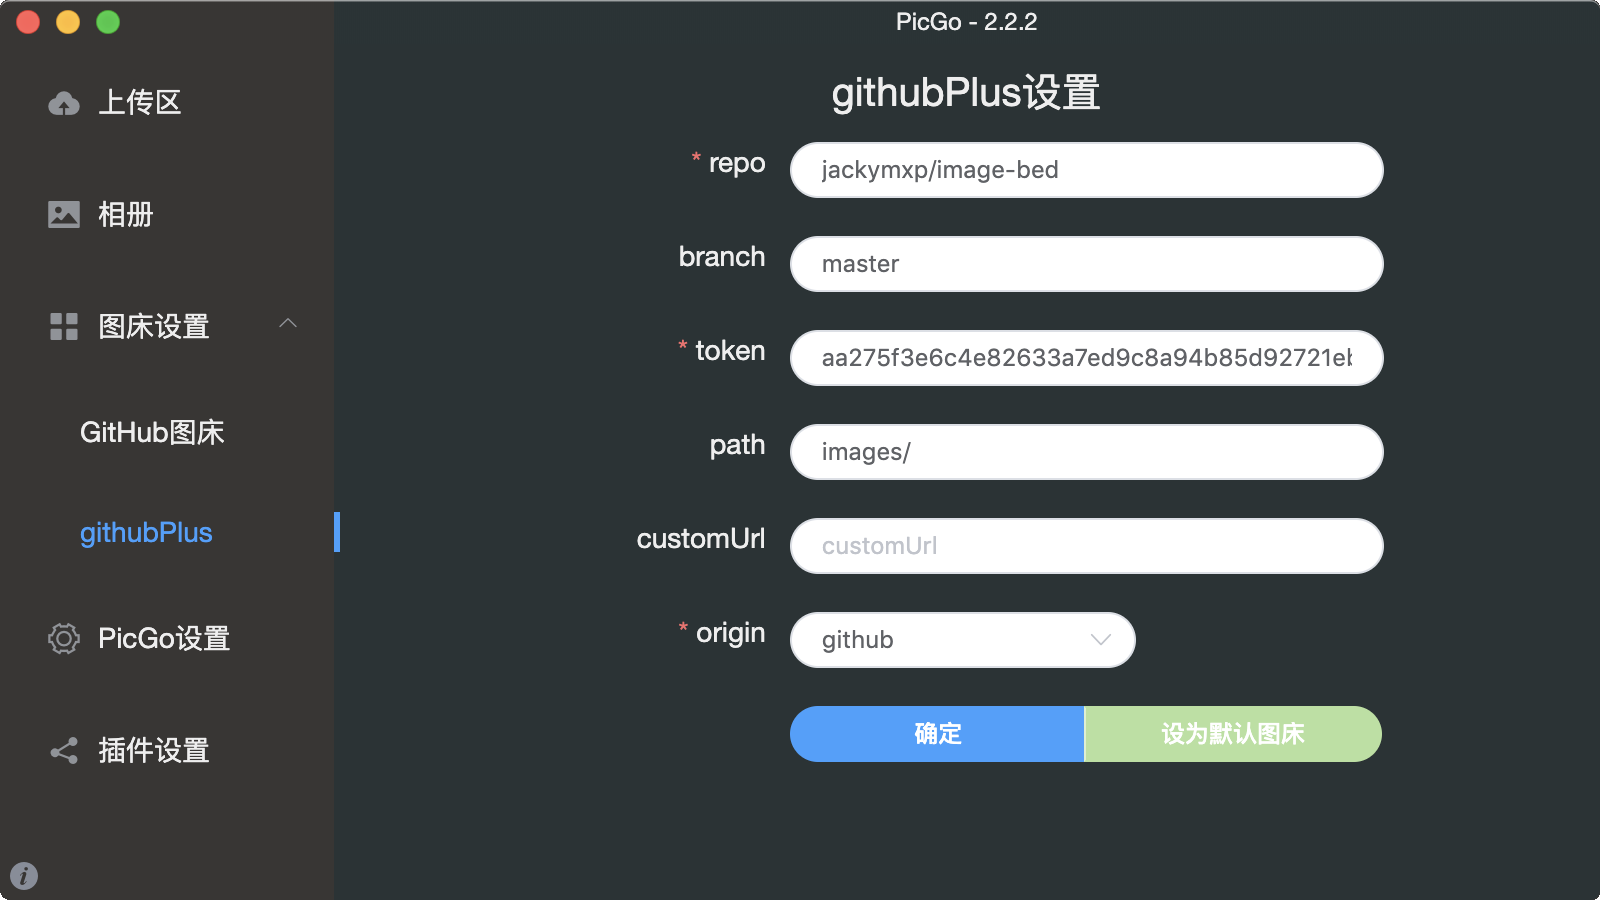 PicGo - 2.2.2
上传区
相册
图床设置
GitHub图床
githubPlus
PicGo设置
插件设置
githubPlus设置
* repo
jackymxp/image-bed
branch
master
* token
aa275f3e6c4e82633a7ed9c8a94b85d92721eb
path
images/
customUrl
customUrl
* origin
github
确定
设为默认图床